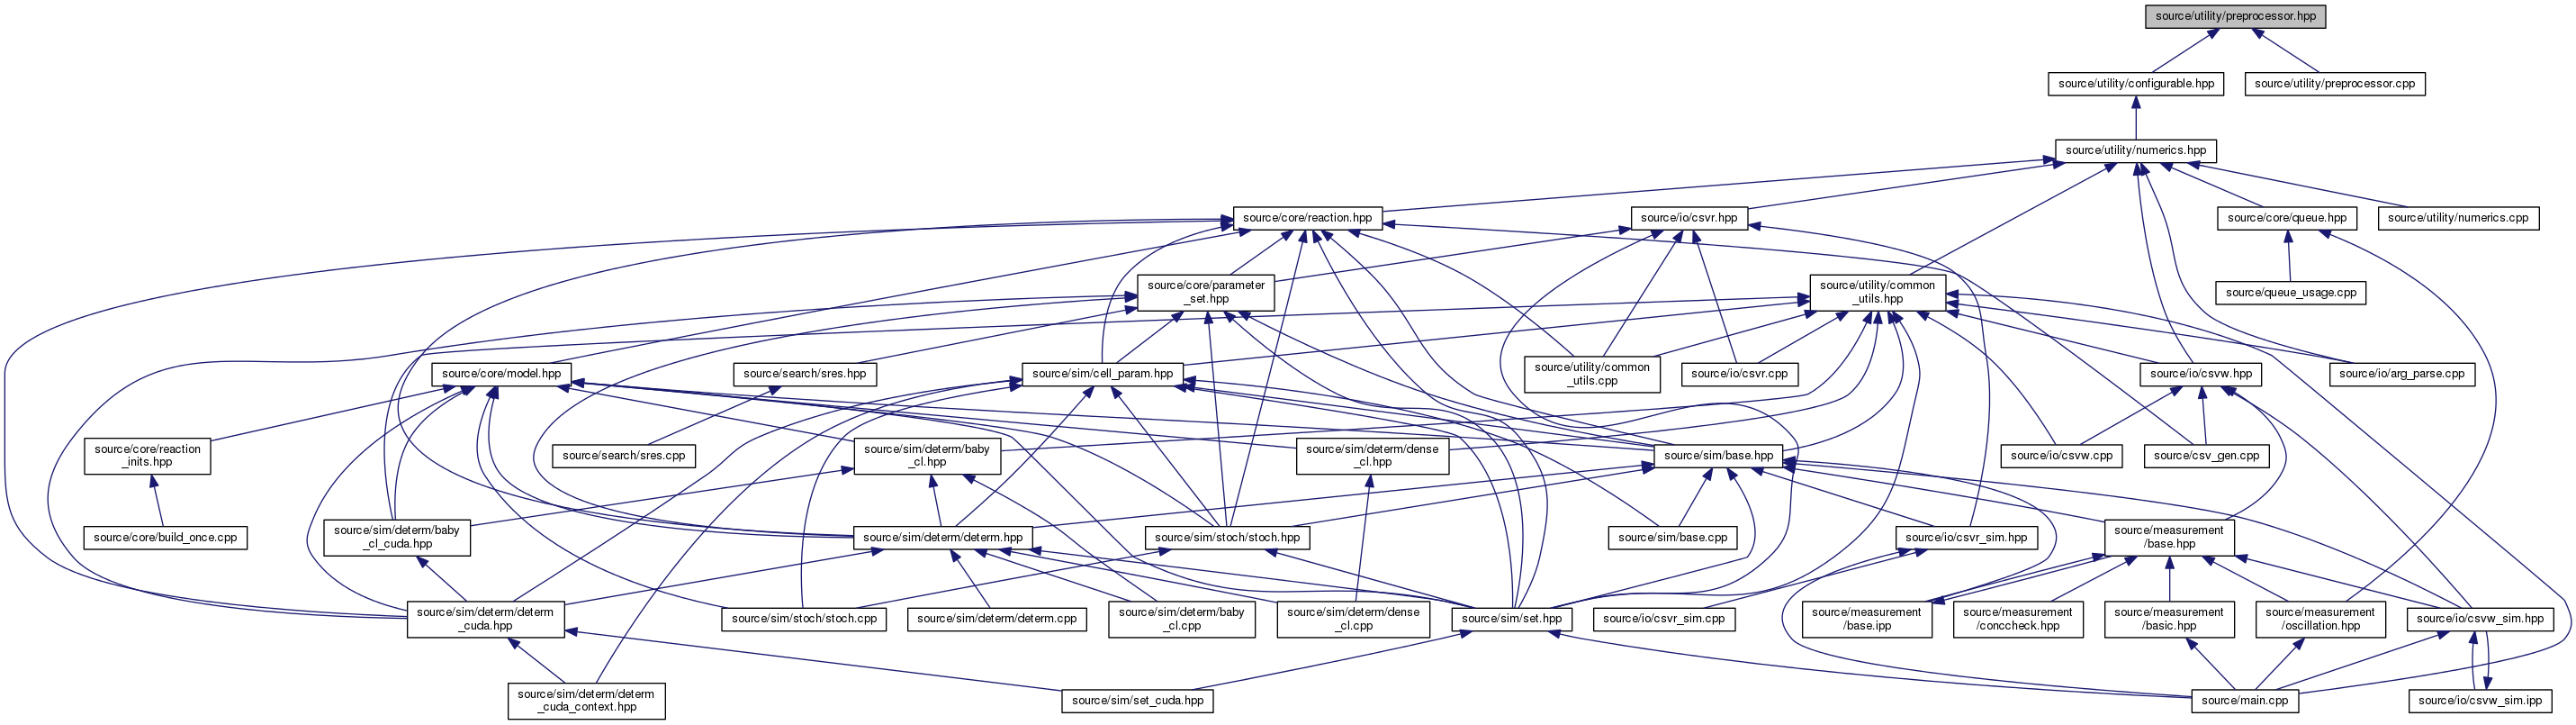 source/utility/preprocessor.hpp
source/utility/configurable.hpp
source/utility/preprocessor.cpp
source/utility/numerics.hpp
source/core/reaction.hpp
source/io/csvr.hpp
source/core/queue.hpp
source/utility/numerics.cpp
source/core/parameter
_set.hpp
source/utility/common
_utils.hpp
source/queue_usage.cpp
source/core/model.hpp
source/search/sres.hpp
source/sim/cell_param.hpp
source/utility/common
_utils.cpp
source/io/csvr.cpp
source/io/csvw.hpp
source/io/arg_parse.cpp
source/core/reaction
_inits.hpp
source/search/sres.cpp
source/sim/determ/baby
_cl.hpp
source/sim/determ/dense
_cl.hpp
source/sim/base.hpp
source/io/csvw.cpp
source/csv_gen.cpp
source/core/build_once.cpp
source/sim/determ/baby
_cl_cuda.hpp
source/sim/determ/determ.hpp
source/sim/stoch/stoch.hpp
source/sim/base.cpp
source/io/csvr_sim.hpp
source/measurement
/base.hpp
source/sim/determ/determ
_cuda.hpp
source/sim/stoch/stoch.cpp
source/sim/determ/determ.cpp
source/sim/determ/baby
_cl.cpp
source/sim/determ/dense
_cl.cpp
source/sim/set.hpp
source/io/csvr_sim.cpp
source/measurement
/base.ipp
source/measurement
/conccheck.hpp
source/measurement
/basic.hpp
source/measurement
/oscillation.hpp
source/io/csvw_sim.hpp
source/sim/determ/determ
_cuda_context.hpp
source/sim/set_cuda.hpp
source/main.cpp
source/io/csvw_sim.ipp